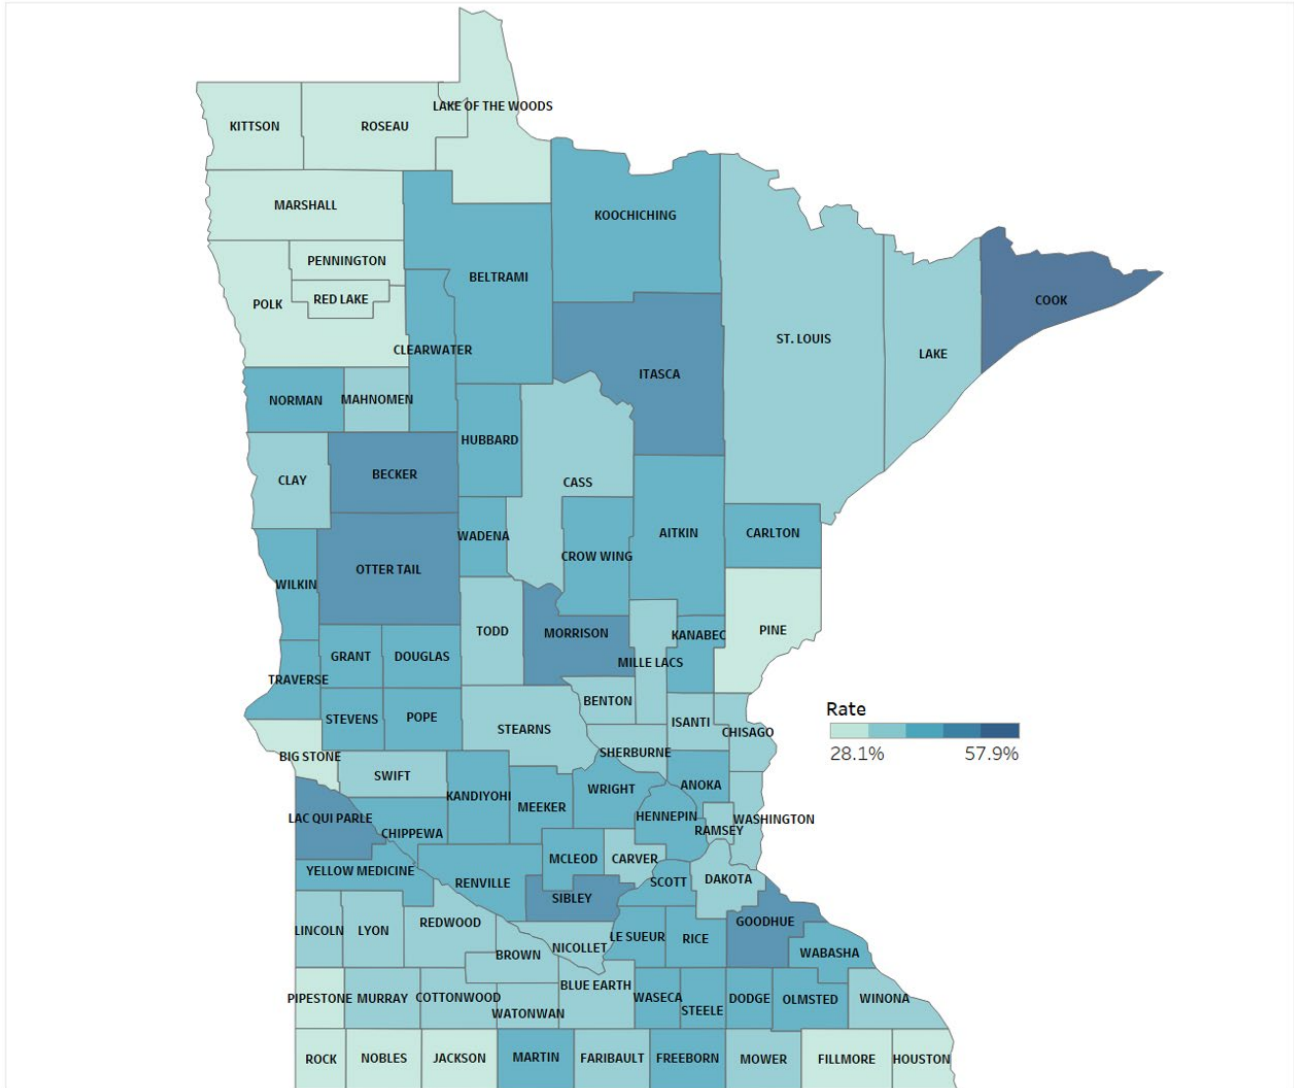 LAKE OF THE WOODS
KITTSON
ROSEAU
MARSHALL
KOOCHICHING
PENNINGTON
BELTRAMI
RED LAKE
POLK
COOK
ST. LOUIS
CLEARWATER
LAKE
ITASCA
NORMAN
MAHNOMEN
HUBBARD
BECKER
CLAY
CASS
WADENA
AITKIN
CARLTON
CROW WING
OTTER TAIL
WILKIN
TODD
MORRISON
PINE
KANABEC
GRANT
DOUGLAS
MILLE LACS
TRAVERSE
BENTON
STEVENS
POPE
ISANTI
STEARNS
CHISAGO
Rate
28.1%
57.9%
SHERBURNE
BIG STONE
SWIFT
ANOKA
WRIGHT
KANDIYOHI
MEEKER
HENNEPIN
LAC QUI PARLE
WASHINGTON
RAMSEY
CHIPPEWA
MCLEOD
CARVER
YELLOW MEDICINE
DAKOTA
RENVILLE
SCOTT
SIBLEY
GOODHUE
REDWOOD
LINCOLN
LYON
LE SUEUR
RICE
NICOLLET
WABASHA
BROWN
BLUE EARTH
PIPESTONE
MURRAY
COTTONWOOD
WASECA
DODGE
OLMSTED
WINONA
STEELE
WATONWAN
ROCK
NOBLES
JACKSON
MARTIN
FARIBAULT
FREEBORN
MOWER
FILLMORE
HOUSTON